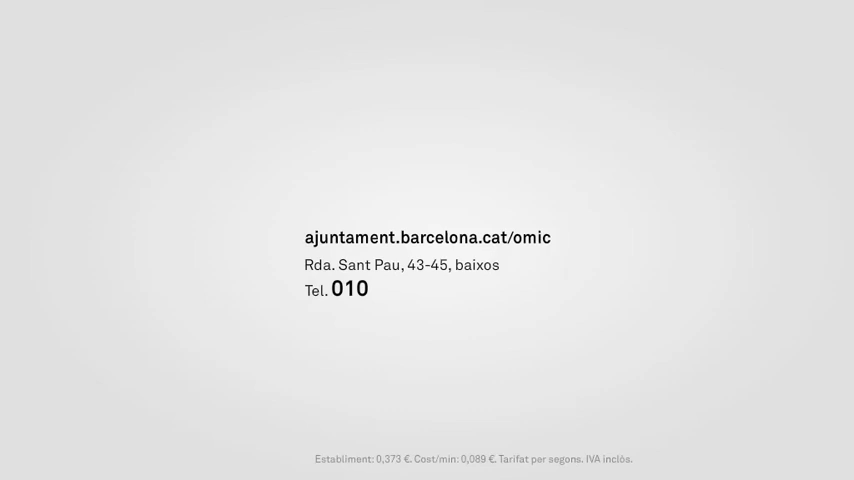 ajuntament.barcelona.cat/omic
Rda. Sant Pau, 43-45, baixos
Tel. 010
Establiment: 0,373 €. Cost/min: 0,089 €. Tarifat per segons. IVA inclòs.